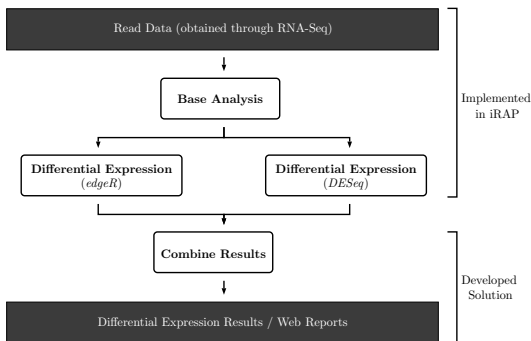 Read Data (obtained through RNA-Seq)
Base Analysis
Implemented
in iRAP
Differential Expression
(edgeR)
Differential Expression
(DESeq)
Combine Results
Developed
Solution
Differential Expression Results / Web Reports